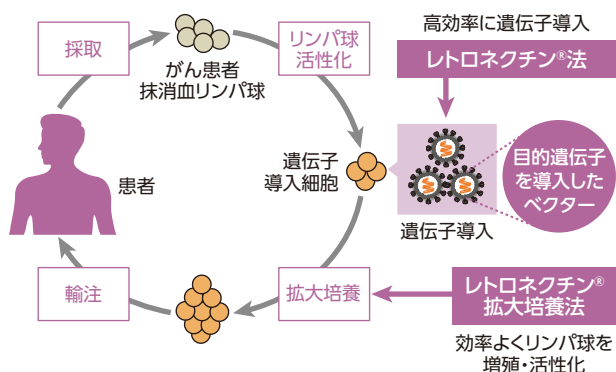 採取
がん患者
抹消血リンパ球
リンパ球
活性化
高効率に遺伝子導入
レトロネクチン®法
患者
遺伝子
導入細胞
遺伝子導入
目的遺伝子
を導入した
ベクター
輸注
拡大培養
レトロネクチン®
拡大培養法
効率よくリンパ球を
増殖・活性化